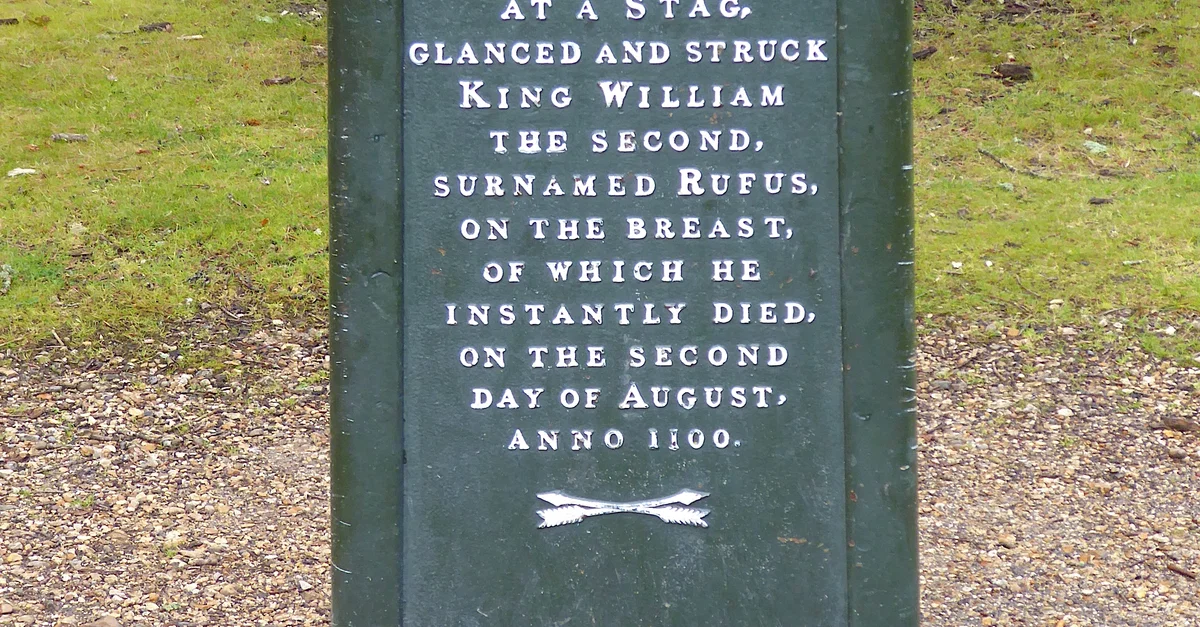 AT A STAG,
GLANCED AND STRUCK
KING WILLIAM
THE SECOND,
SURNAMED RUFUS,
ON THE BREAST,
OF WHICH HE
INSTANTLY DIED,
ON THE SECOND
DAY OF AUGUST,
ANNO 1100.